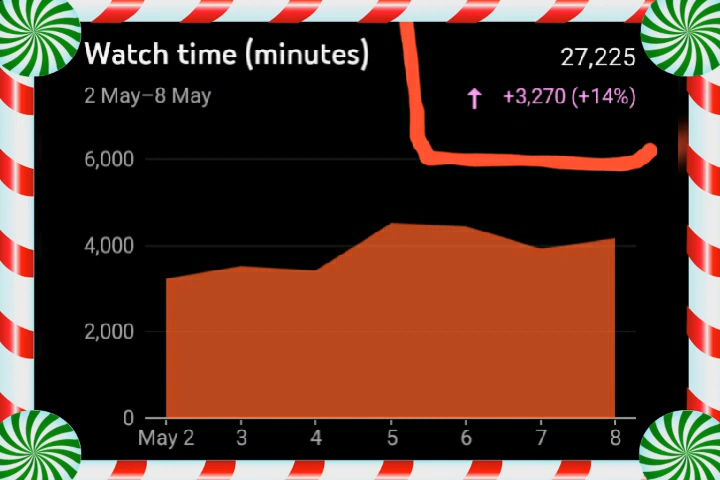 Watch time (minutes) 27,225
2 May–8 May ↑ +3,270 (+14%)
6,000
4,000
2,000
0
May 2 3 4 5 6 7 8